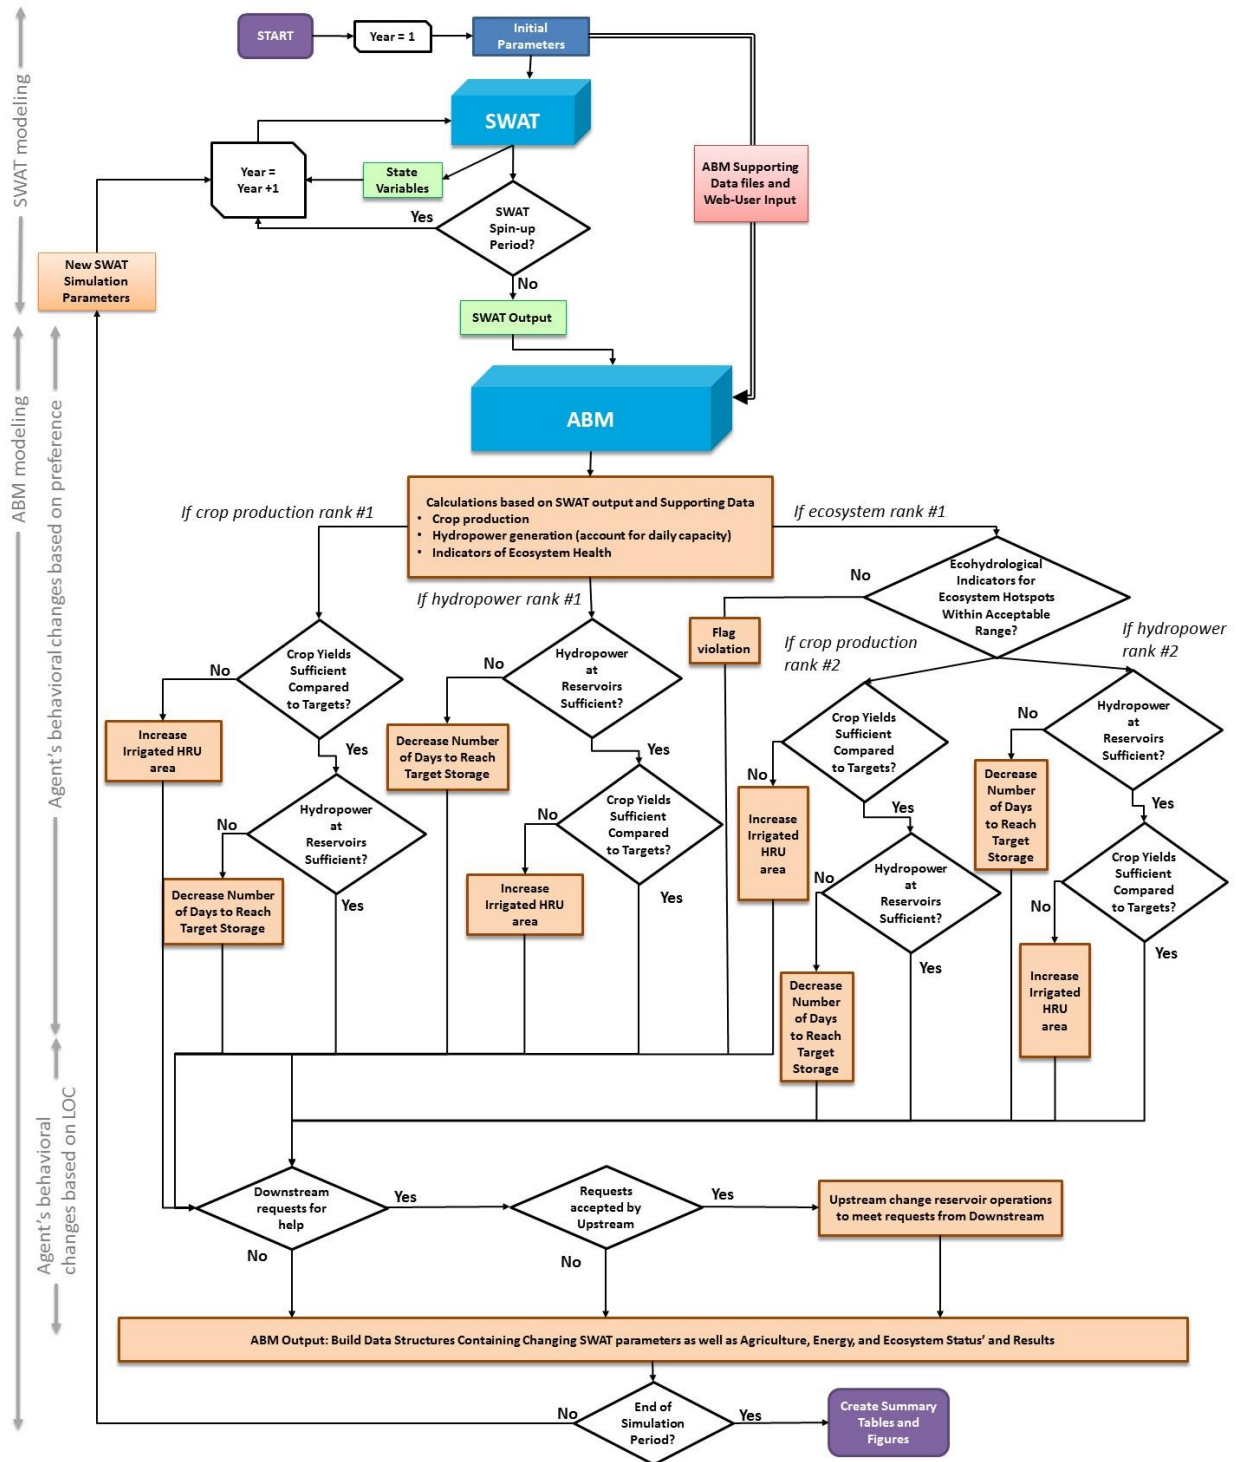 START
Year = 1
Initial
Parameters
SWAT modeling
SWAT
Year =
Year +1
State
Variables
ABM Supporting
Data files and
Web-User Input
Yes
SWAT
Spin-up
Period?
New SWAT
Simulation
Parameters
No
SWAT Output
ABM modeling
Agent's behavioral changes based on preference
ABM
If crop production rank #1
Calculations based on SWAT output and Supporting Data
• Crop production
• Hydropower generation (account for daily capacity)
• Indicators of Ecosystem Health
If ecosystem rank #1
If hydropower rank #1
No
Ecohydrological
Indicators for
Ecosystem Hotspots
Within Acceptable
Range?
Flag
violation
If crop production
rank #2
If hydropower
rank #2
No
Crop Yields
Sufficient
Compared
to Targets?
No
Hydropower
at
Reservoirs
Sufficient?
Crop Yields
Sufficient
Compared
to Targets?
No
Hydropower
at
Reservoirs
Sufficient?
Increase
Irrigated HRU
area
Yes
Decrease Number
of Days to Reach
Target Storage
Yes
No
Yes
Decrease
Number
of Days
to Reach
Target
Storage
Yes
No
Hydropower
at
Reservoirs
Sufficient?
No
Crop Yields
Sufficient
Compared
to Targets?
Increase
Irrigated
HRU
area
No
Hydropower
at
Reservoirs
Sufficient?
Crop Yields
Sufficient
Compared
to Targets?
Decrease Number
of Days to Reach
Target Storage
Yes
Increase
Irrigated HRU
area
Yes
No
Yes
Yes
Decrease
Number
of Days
to Reach
Target
Storage
Increase
Irrigated
HRU
area
Agent's behavioral
changes based on LOC
Downstream
requests for
help
Yes
Requests
accepted by
Upstream
Yes
Upstream change reservoir operations
to meet requests from Downstream
No
No
ABM Output: Build Data Structures Containing Changing SWAT parameters as well as Agriculture, Energy, and Ecosystem Status' and Results
No
End of
Simulation
Period?
Yes
Create Summary
Tables and
Figures